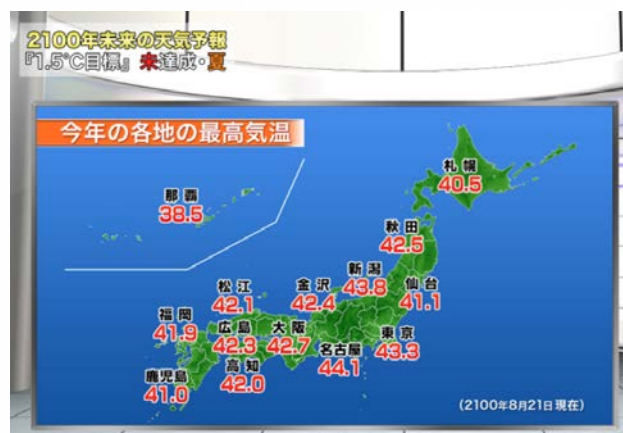 2100年未来の天気予報
『1.5℃目標』 未達成・夏
今年の各地の最高気温
札幌
40.5
那覇
38.5
秋田
42.5
新潟
43.8
仙台
41.1
金沢
42.4
松江
42.1
福岡
41.9
広島
42.3
大阪
42.7
東京
43.3
名古屋
44.1
高知
42.0
鹿児島
41.0
(2100年8月21日現在)